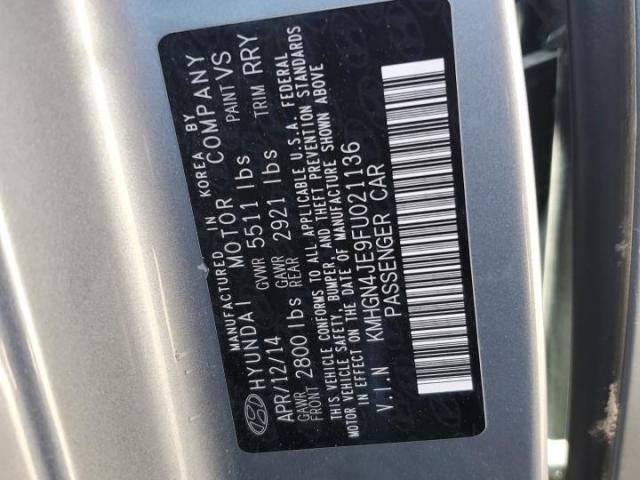 MANUFACTURED IN KOREA BY
HYUNDAI MOTOR COMPANY
APR/12/14 GVWR 5511 lbs PAINT VS
GAWR FRONT 2800 lbs GAWR REAR 2921 lbs TRIM RRY
THIS VEHICLE CONFORMS TO ALL APPLICABLE U.S.A. FEDERAL
MOTOR VEHICLE SAFETY, BUMPER, AND THEFT PREVENTION STANDARDS
IN EFFECT ON THE DATE OF MANUFACTURE SHOWN ABOVE
V.I.N KMHGN4JE9FU021136
PASSENGER CAR